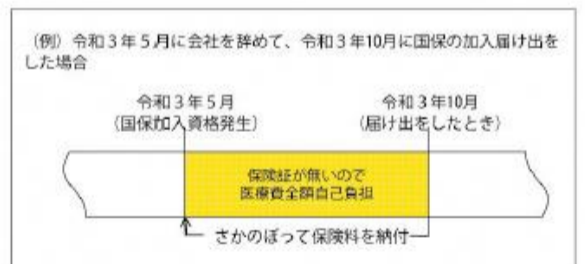 （例）令和３年５月に会社を辞めて、令和３年10月に国保の加入届け出を
した場合
令和３年５月
（国保加入資格発生）
令和３年10月
（届け出をしたとき）
保険証が無いので
医療費全額自己負担
さかのぼって保険料を納付